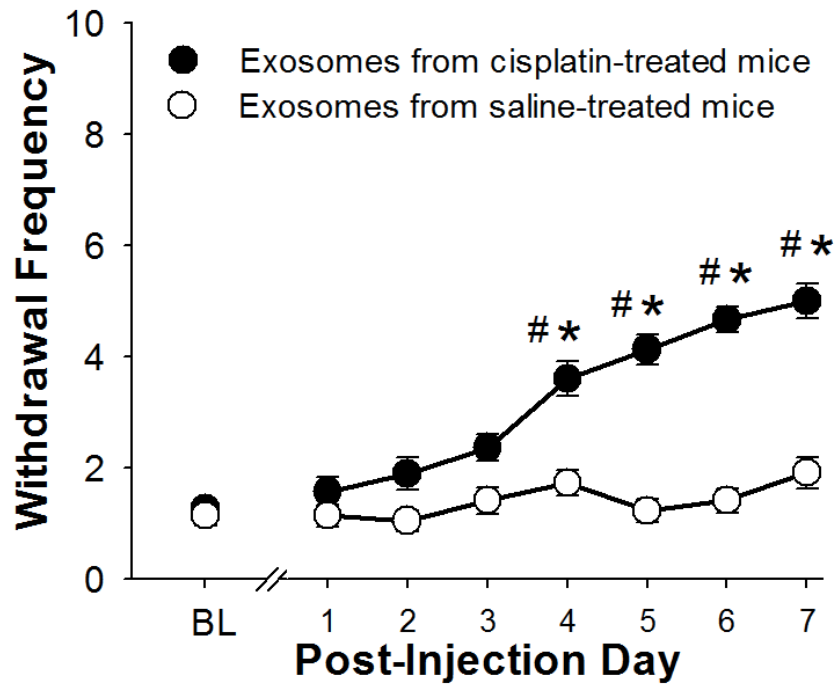 10
Exosomes from cisplatin-treated mice
Exosomes from saline-treated mice
8
6
4
2
0
Withdrawal Frequency
# *
# *
# *
# *
BL
1 2 3 4 5 6 7
Post-Injection Day